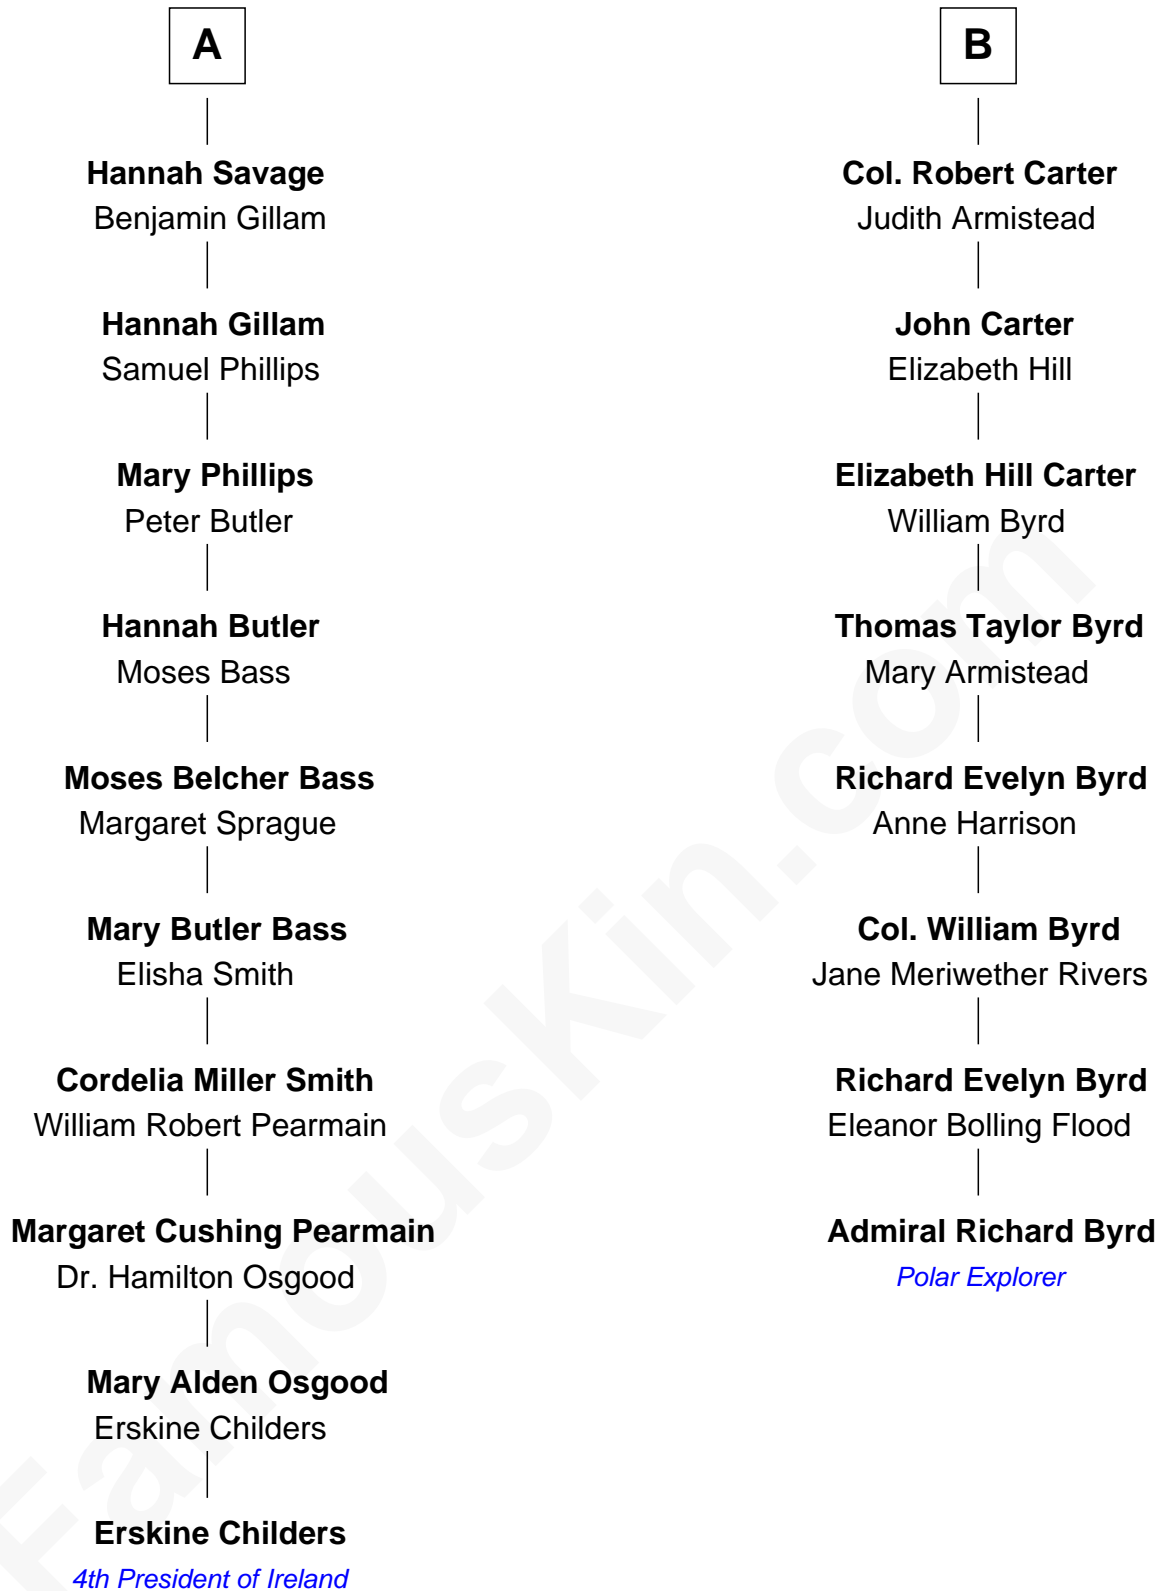 A
Hannah Savage
Benjamin Gillam
Hannah Gillam
Samuel Phillips
Mary Phillips
Peter Butler
Hannah Butler
Moses Bass
Moses Belcher Bass
Margaret Sprague
Mary Butler Bass
Elisha Smith
Cordelia Miller Smith
William Robert Pearmain
Margaret Cushing Pearmain
Dr. Hamilton Osgood
Mary Alden Osgood
Erskine Childers
Erskine Childers
4th President of Ireland
B
Col. Robert Carter
Judith Armistead
John Carter
Elizabeth Hill
Elizabeth Hill Carter
William Byrd
Thomas Taylor Byrd
Mary Armistead
Richard Evelyn Byrd
Anne Harrison
Col. William Byrd
Jane Meriwether Rivers
Richard Evelyn Byrd
Eleanor Bolling Flood
Admiral Richard Byrd
Polar Explorer
FamousKin.com